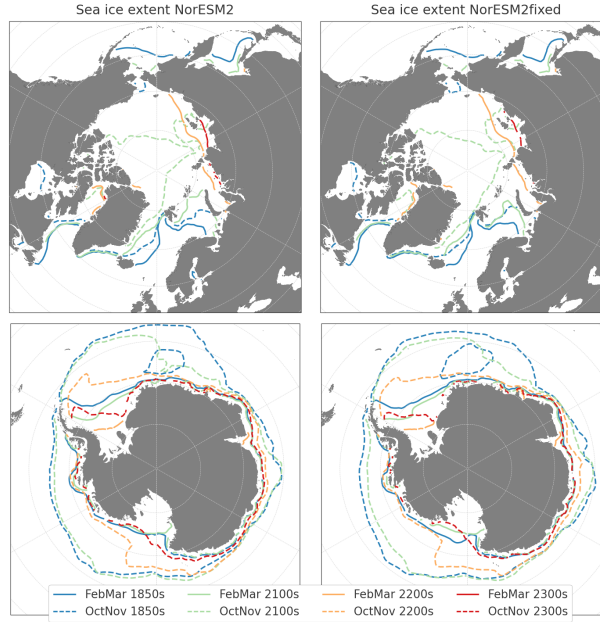 Sea ice extent NorESM2
Sea ice extent NorESM2fixed
FebMar 1850s
FebMar 2100s
FebMar 2200s
FebMar 2300s
OctNov 1850s
OctNov 2100s
OctNov 2200s
OctNov 2300s